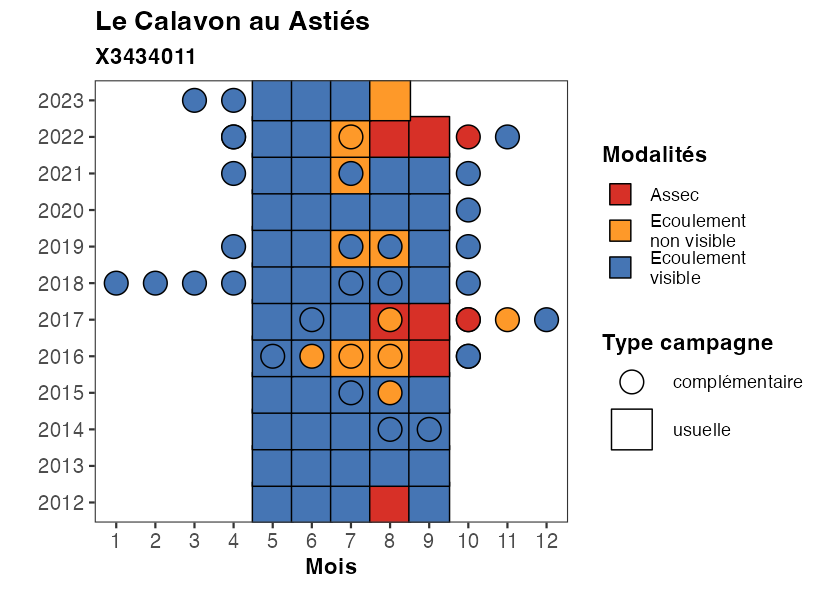 Le Calavon au Astiés
X3434011
2023
2022
2021
2020
2019
2018
2017
2016
2015
2014
2013
2012
1 2 3 4 5 6 7 8 9 10 11 12
Mois
Modalités
Assec
Ecoulement
non visible
Ecoulement
visible
Type campagne
complémentaire
usuelle